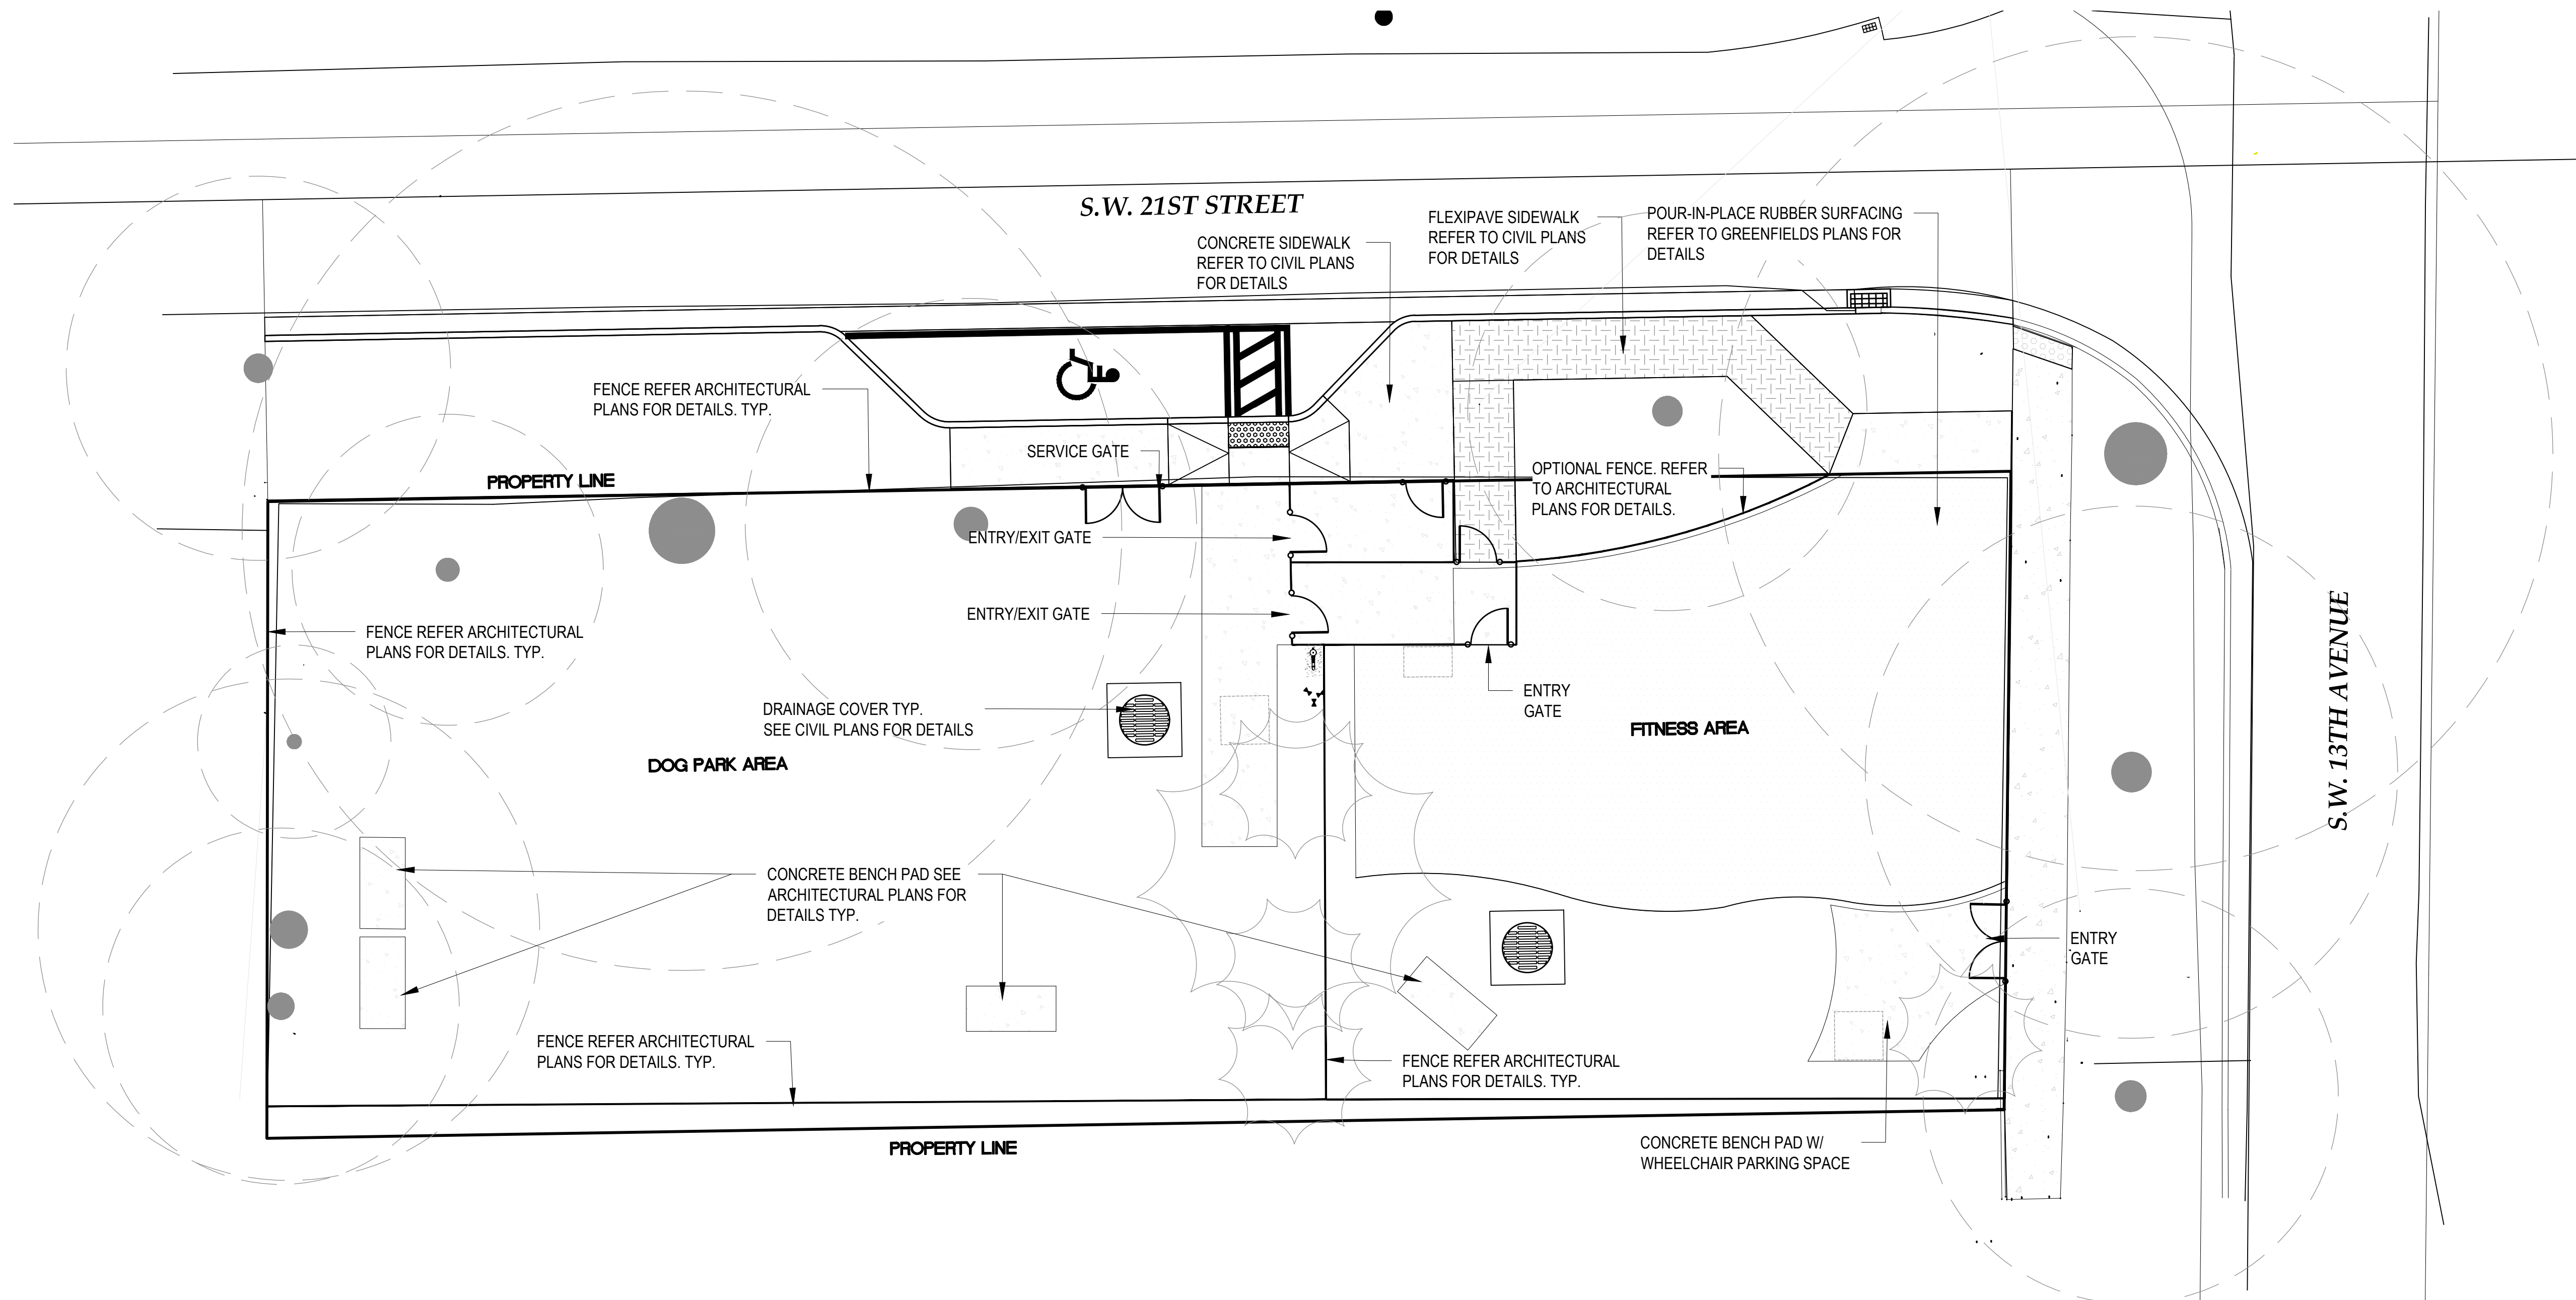 S.W. 21ST STREET
FLEXIPAVE SIDEWALK
REFER TO CIVIL PLANS
FOR DETAILS
POUR-IN-PLACE RUBBER SURFACING
REFER TO GREENFIELDS PLANS FOR
DETAILS
CONCRETE SIDEWALK
REFER TO CIVIL PLANS
FOR DETAILS
FENCE REFER ARCHITECTURAL
PLANS FOR DETAILS. TYP.
SERVICE GATE
PROPERTY LINE
OPTIONAL FENCE. REFER
TO ARCHITECTURAL
PLANS FOR DETAILS.
ENTRY/EXIT GATE
ENTRY/EXIT GATE
FENCE REFER ARCHITECTURAL
PLANS FOR DETAILS. TYP.
ENTRY
GATE
DRAINAGE COVER TYP.
SEE CIVIL PLANS FOR DETAILS
FITNESS AREA
S.W. 13TH AVENUE
DOG PARK AREA
CONCRETE BENCH PAD SEE
ARCHITECTURAL PLANS FOR
DETAILS TYP.
ENTRY
GATE
FENCE REFER ARCHITECTURAL
PLANS FOR DETAILS. TYP.
FENCE REFER ARCHITECTURAL
PLANS FOR DETAILS. TYP.
PROPERTY LINE
CONCRETE BENCH PAD W/
WHEELCHAIR PARKING SPACE